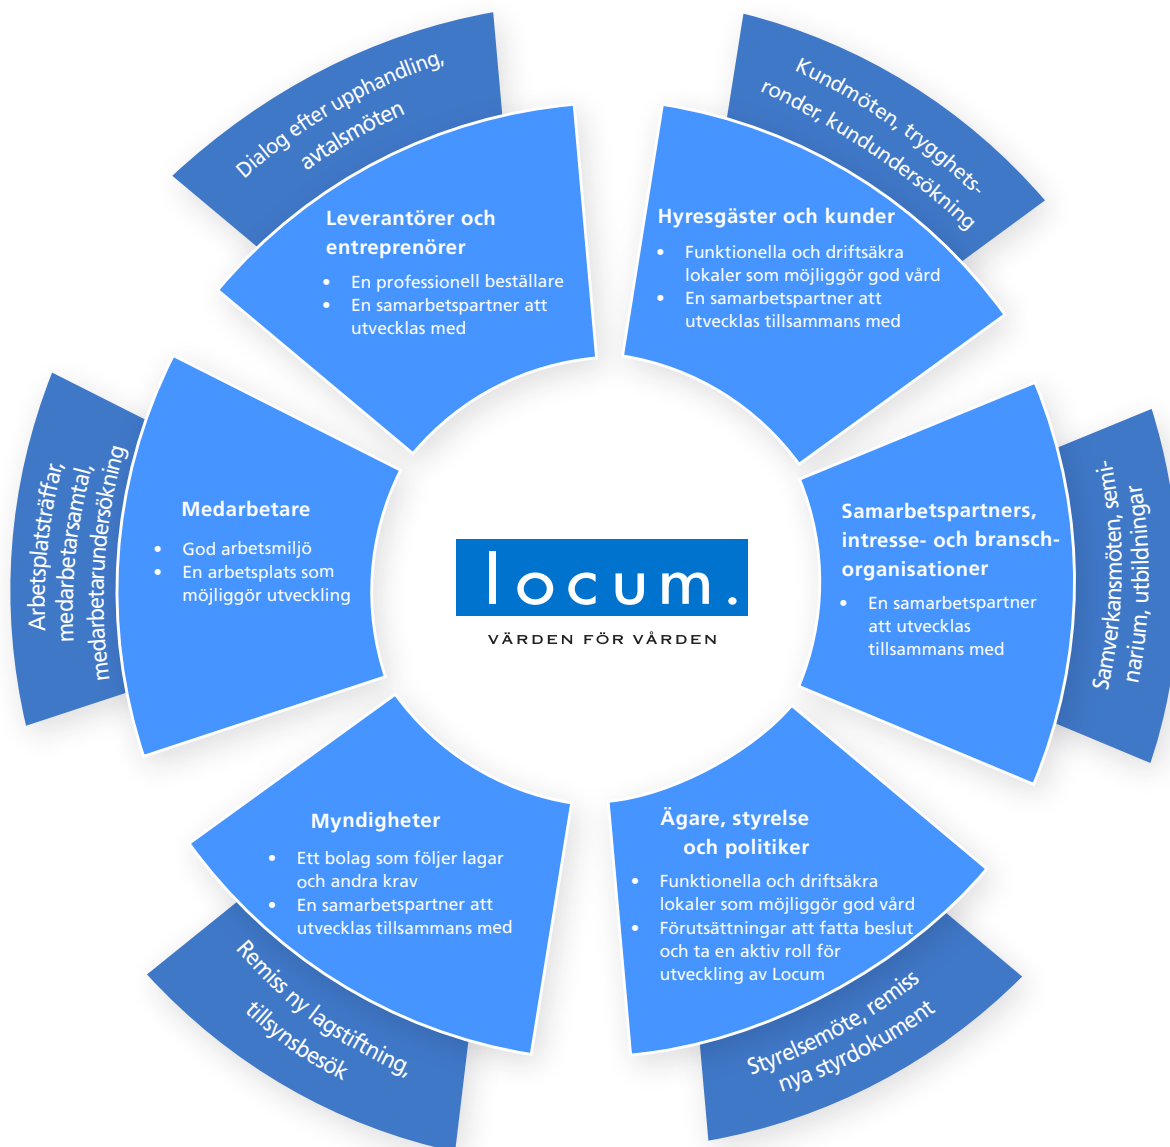 Dialog efter upphandling,
avtalsmöten
Leverantörer och
entreprenörer
• En professionell beställare
• En samarbetspartner att
utvecklas med
Kundmöten, trygghets-
ronder, kundundersökning
Hyresgäster och kunder
• Funktionella och driftsäkra
lokaler som möjliggör god vård
• En samarbetspartner att
utvecklas tillsammans med
Arbetsplatsträffar,
medarbetarsamtal,
medarbetarundersökning
Medarbetare
• God arbetsmiljö
• En arbetsplats som
möjliggör utveckling
locum.
VÄRDEN FÖR VÅRDEN
Samarbetspartners,
intresse- och bransch-
organisationer
• En samarbetspartner
att utvecklas
tillsammans med
Samverkansmöten, semi-
narium, utbildningar
Myndigheter
• Ett bolag som följer lagar
och andra krav
• En samarbetspartner att
utvecklas tillsammans med
Remiss ny lagstiftning,
tillsynsbesök
Ägare, styrelse
och politiker
• Funktionella och driftsäkra
lokaler som möjliggör god vård
• Förutsättningar att fatta beslut
och ta en aktiv roll för
utveckling av Locum
Styrelsemöte, remiss
nya styrdokument